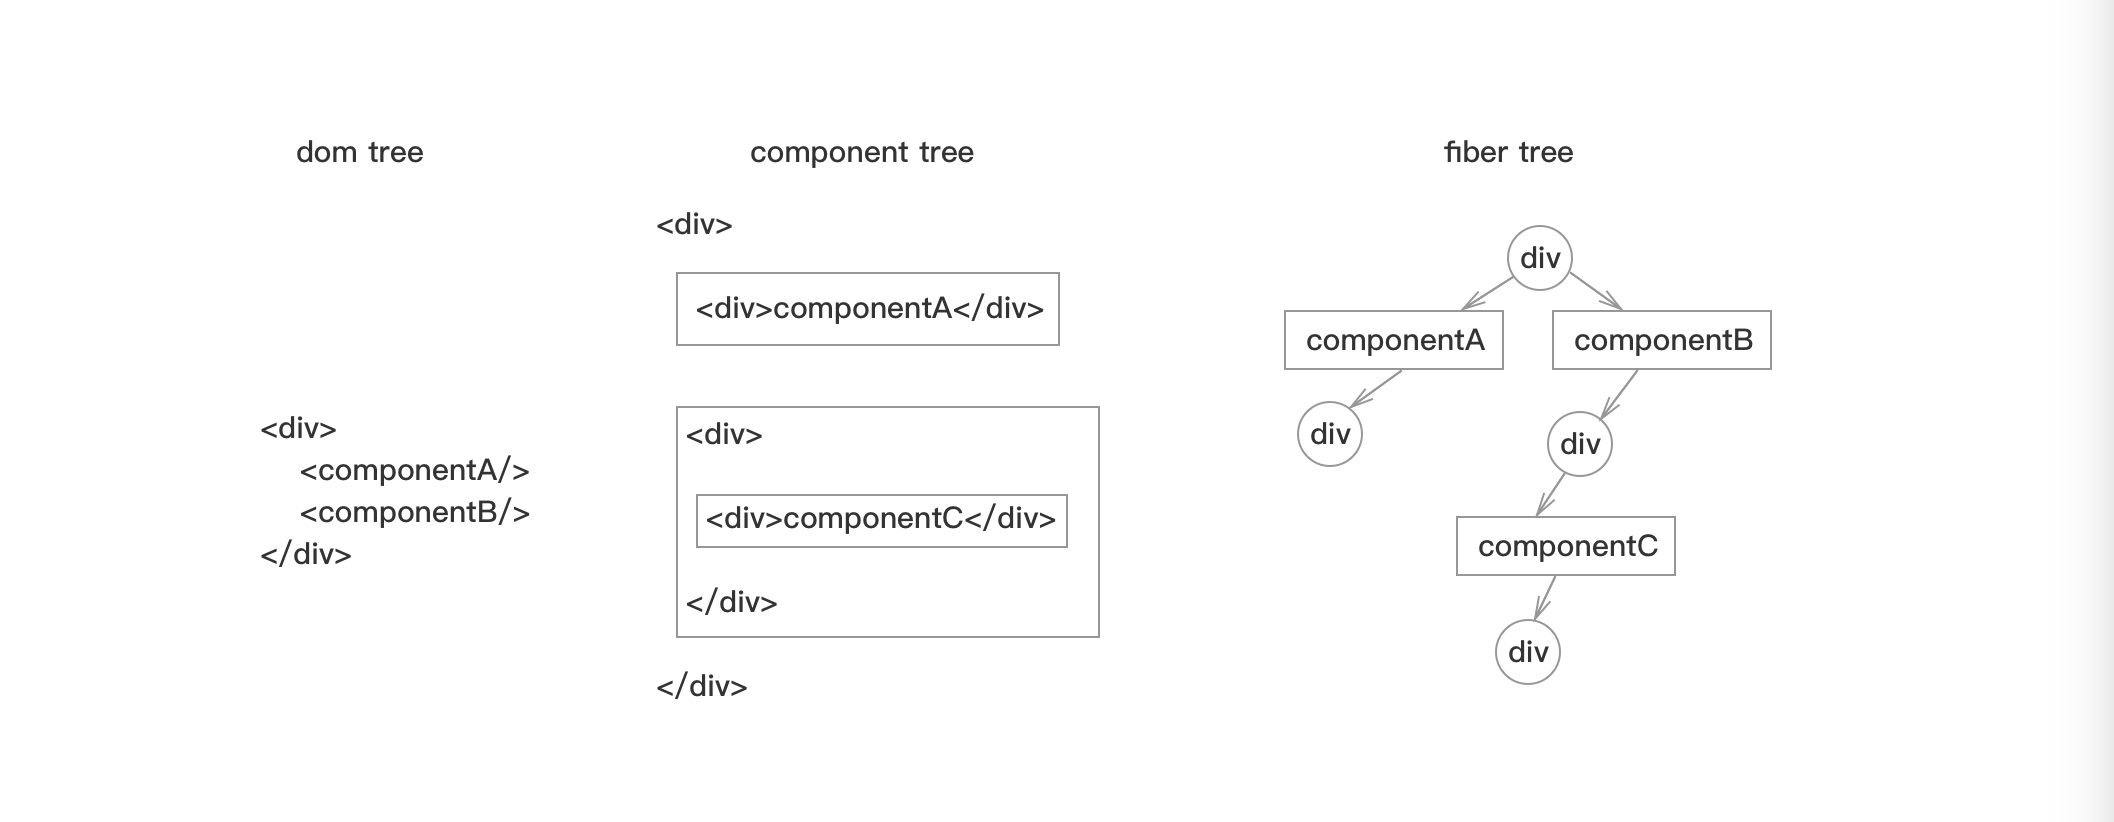 dom tree
<div>
<componentA/>
<componentB/>
</div>
component tree
<div>
<div>componentA</div>
<div>
<div>componentC</div>
</div>
</div>
fiber tree
div
componentA
componentB
div
div
componentC
div